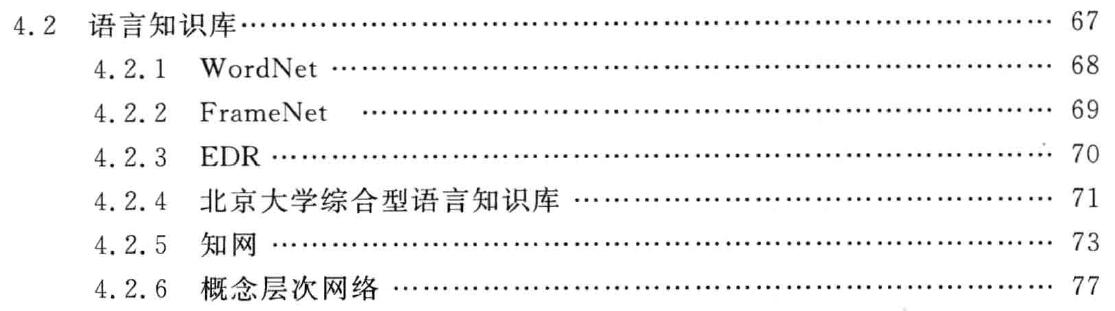 4.2 语言知识库…………………………………………………………………… 67
4.2.1 WordNet ……………………………………………………………… 68
4.2.2 FrameNet …………………………………………………………… 69
4.2.3 EDR …………………………………………………………………… 70
4.2.4 北京大学综合型语言知识库 ………………………………………… 71
4.2.5 知网 …………………………………………………………………… 73
4.2.6 概念层次网络 ………………………………………………………… 77